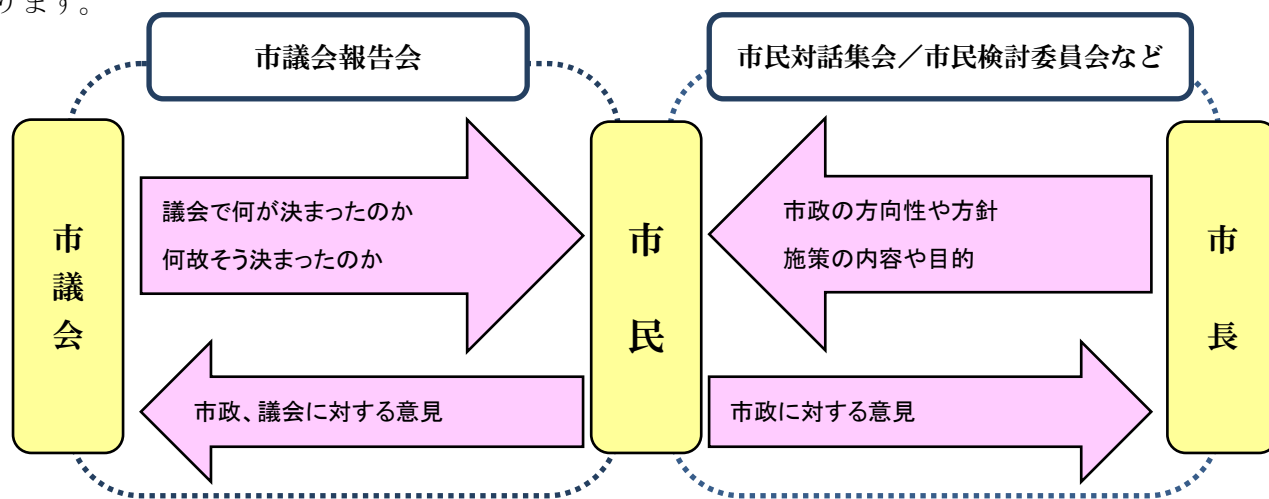 ります。
市議会報告会
市民対話集会／市民検討委員会など
市議会
議会で何が決まったのか
何故そう決まったのか
市政、議会に対する意見
市民
市政の方向性や方針
施策の内容や目的
市政に対する意見
市長